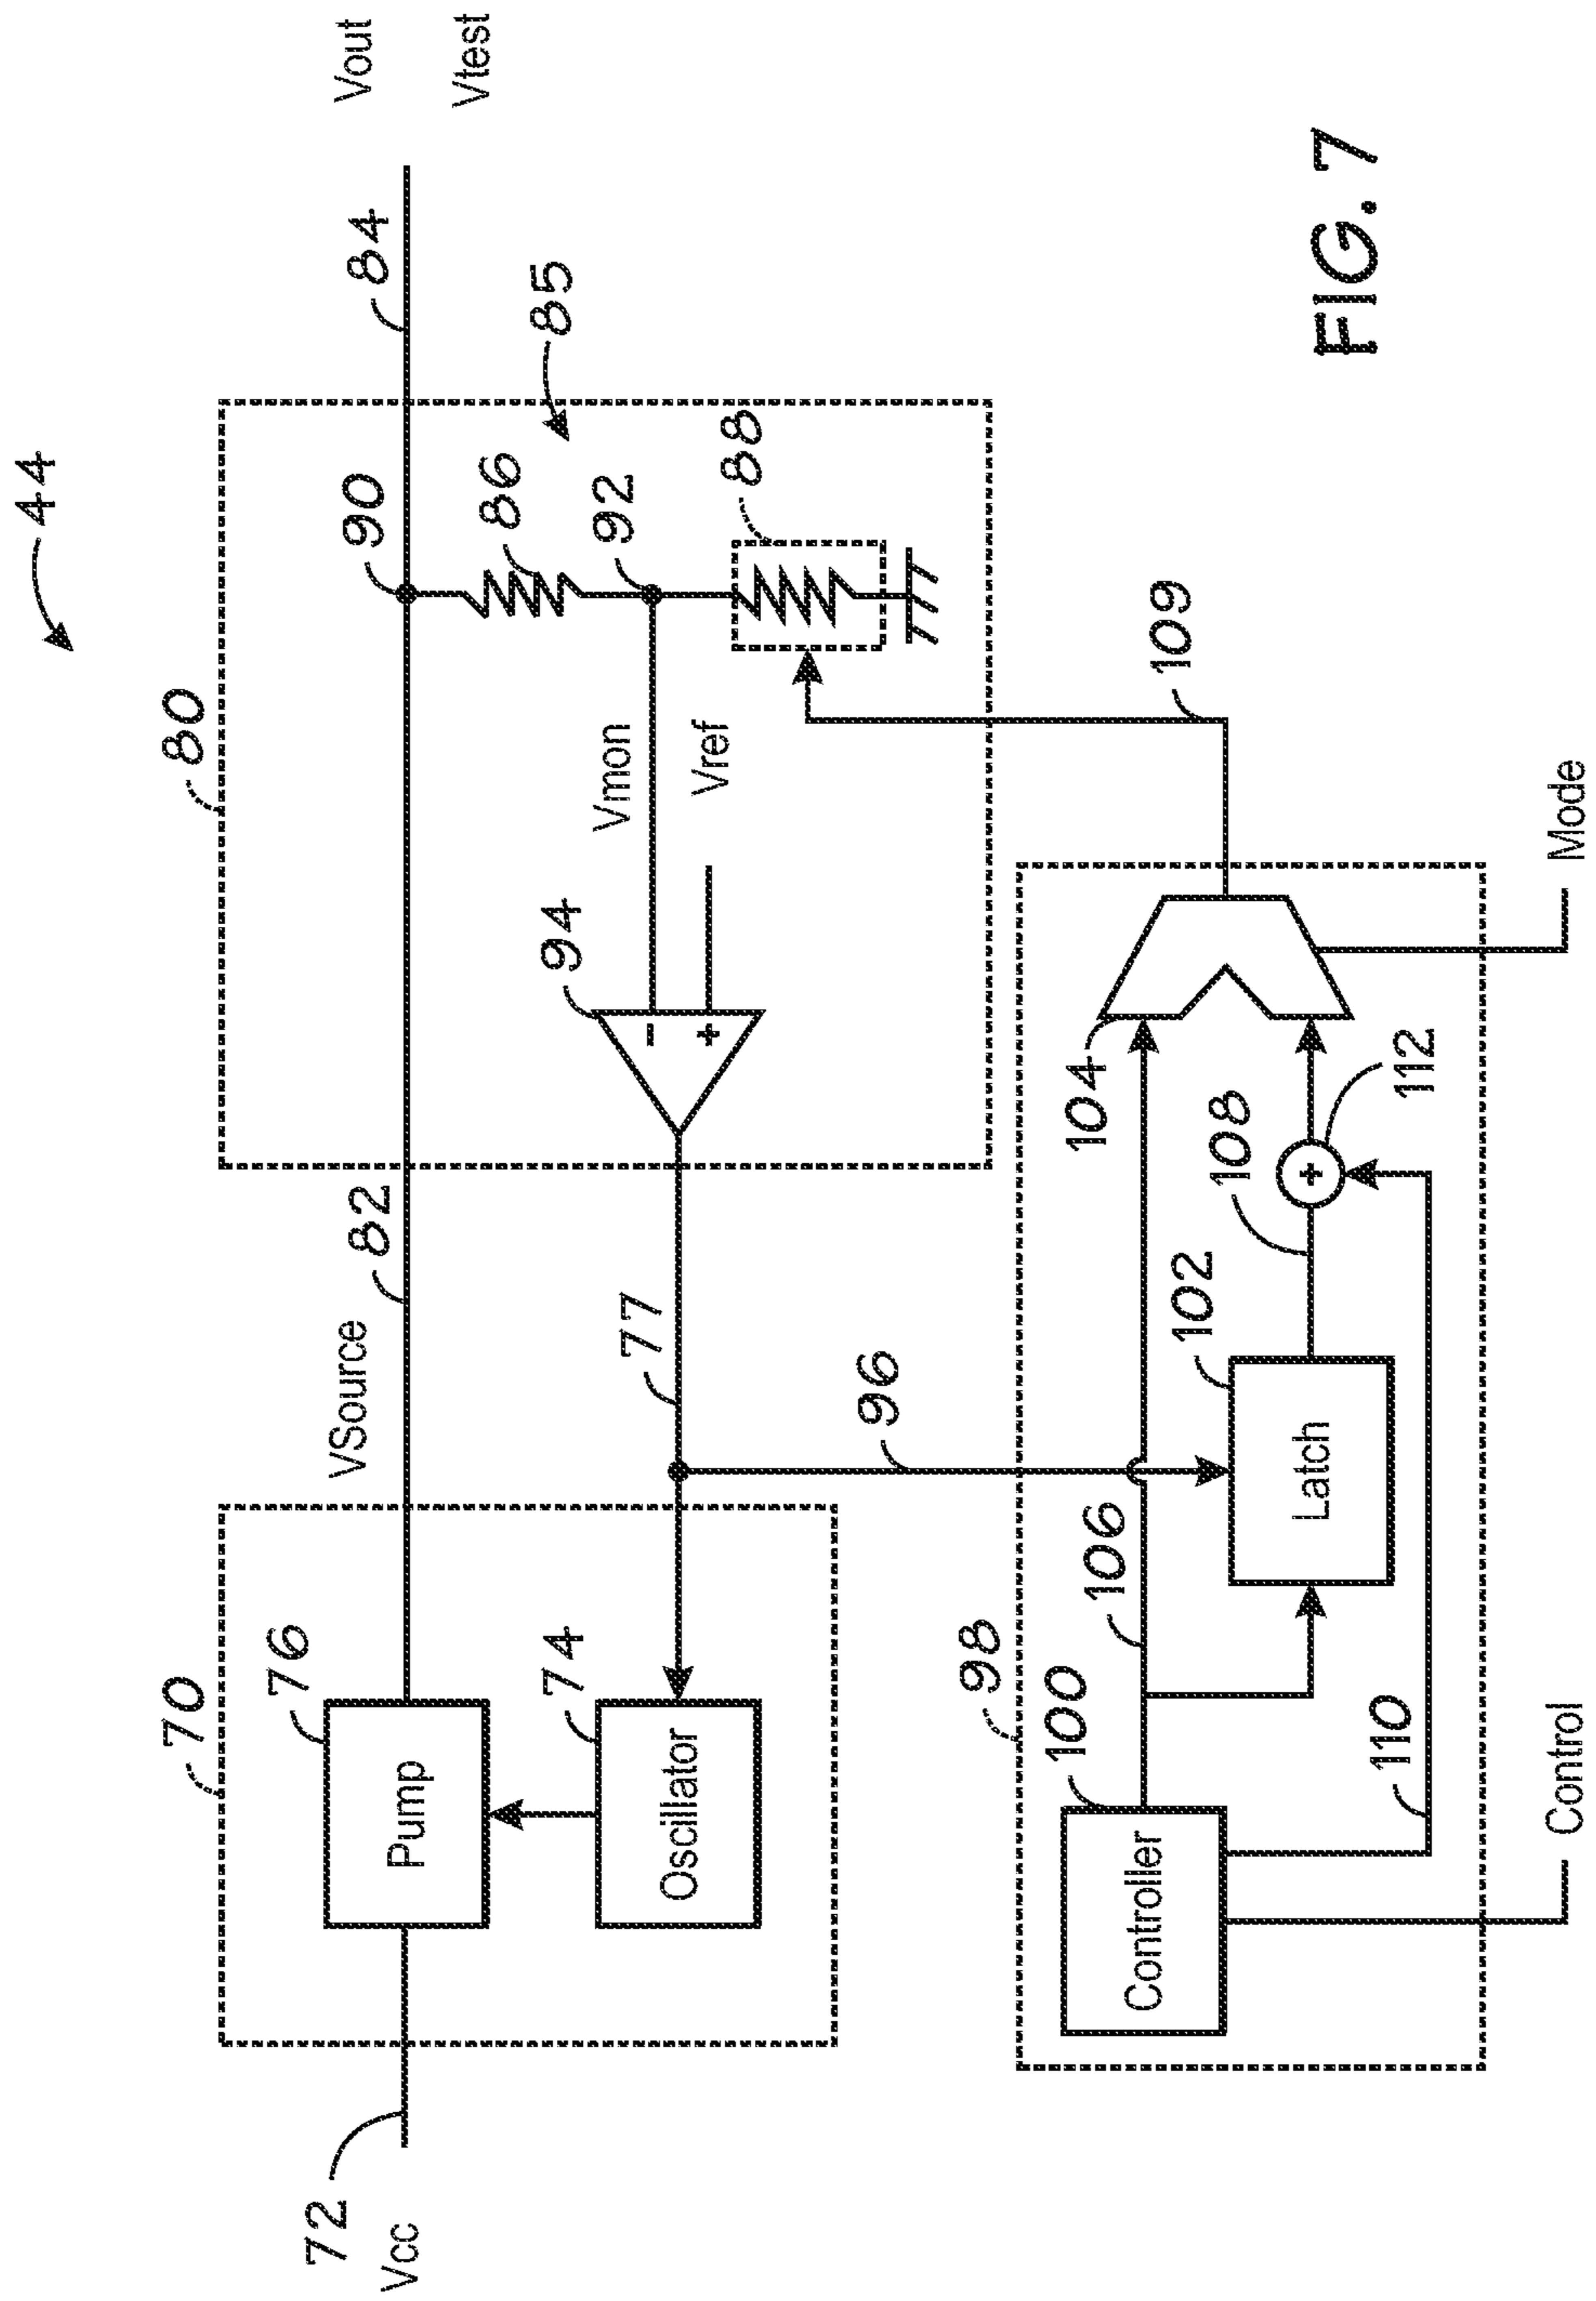 44
70
80
76
90
84
Vout
72
Vcc
VSource
82
Vtest
Pump
86
85
74
94
92
77
Vmon
Oscillator
Vref
88
96
98
100
106
104
109
102
108
Controller
Latch
+
-
+
110
112
Control
Mode
FIG. 7